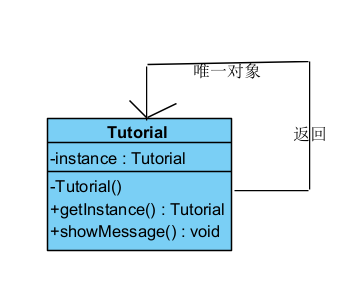 唯一对象
Tutorial
返回
-instance : Tutorial
-Tutorial()
+getInstance() : Tutorial
+showMessage() : void